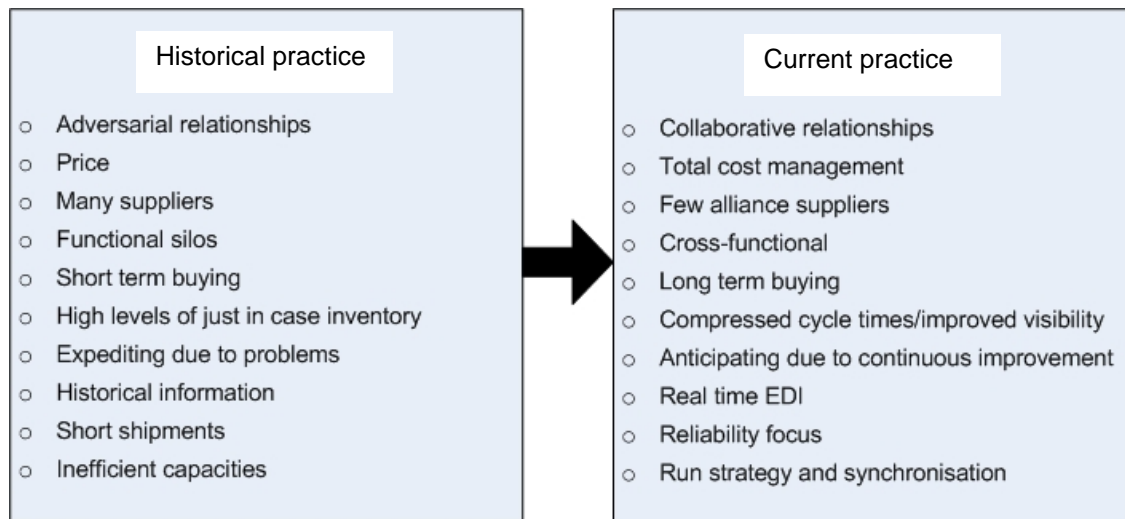 Historical practice
Adversarial relationships
Price
Many suppliers
Functional silos
Short term buying
High levels of just in case inventory
Expediting due to problems
Historical information
Short shipments
Inefficient capacities
Current practice
Collaborative relationships
Total cost management
Few alliance suppliers
Cross-functional
Long term buying
Compressed cycle times/improved visibility
Anticipating due to continuous improvement
Real time EDI
Reliability focus
Run strategy and synchronisation